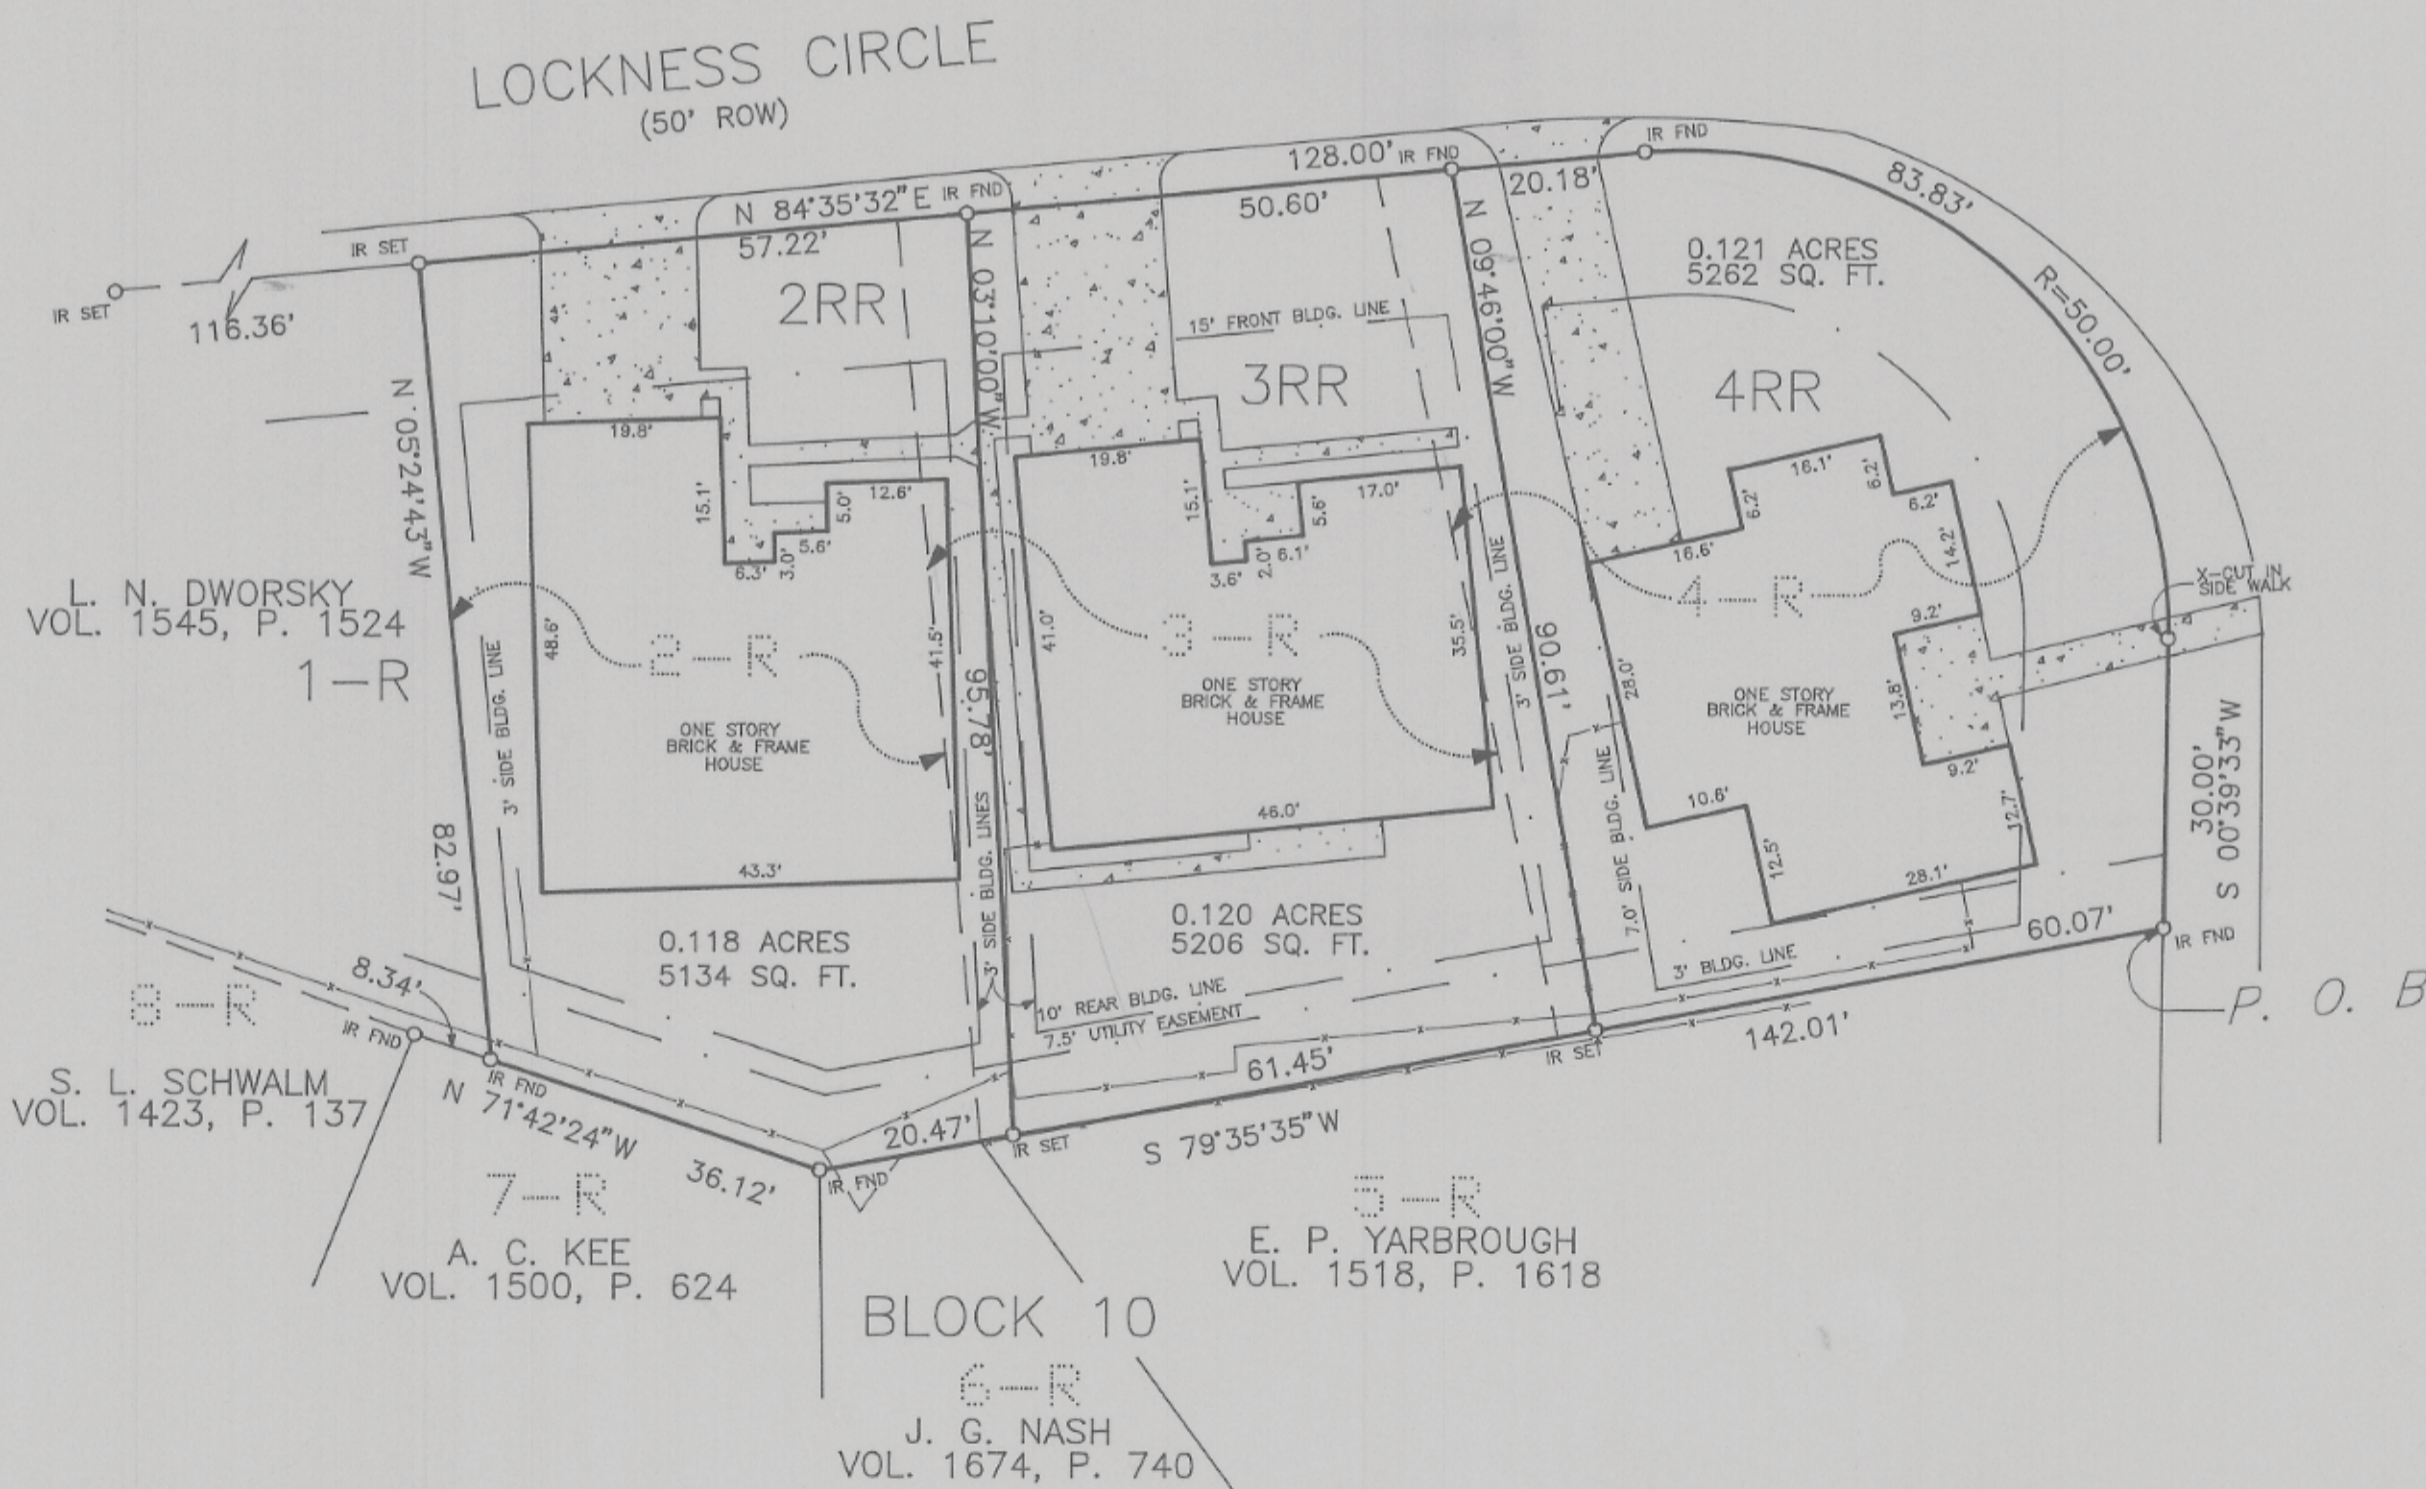 LOCKNESS CIRCLE
(50' ROW)
IR SET
116.36'
IR SET
N 84°35'32" E
57.22'
IR FND
128.00'
50.60'
IR FND
20.18'
IR FND
83.83'
R=50.00'
2RR
N 03°10'00" W
15' FRONT BLDG. LINE
3RR
N 09°46'00" W
0.121 ACRES
5262 SQ. FT.
4RR
N 05°24'43" W
82.97'
19.8'
15.1'
6.3'
3.0'
5.6'
5.0'
12.6'
48.6'
41.5'
43.3'
2-R
ONE STORY
BRICK & FRAME
HOUSE
3' SIDE BLDG. LINE
0.118 ACRES
5134 SQ. FT.
95.78'
SIDE BLDG. LINES
3'
19.8'
15.1'
3.6'
2.0'
6.1'
5.6'
17.0'
41.0'
35.5'
46.0'
3-R
ONE STORY
BRICK & FRAME
HOUSE
3' SIDE BLDG. LINE
0.120 ACRES
5206 SQ. FT.
10' REAR BLDG. LINE
7.5' UTILITY EASEMENT
90.61'
16.6'
6.2'
16.1'
6.2'
6.2'
14.2'
9.2'
13.8'
9.2'
12.7'
28.1'
12.5'
10.6'
28.0'
4-R
ONE STORY
BRICK & FRAME
HOUSE
7.0' SIDE BLDG. LINE
3' BLDG. LINE
X-CUT IN
SIDE WALK
30.00'
S 00°39'33" W
60.07'
IR FND
P. O. B
142.01'
IR SET
61.45'
S 79°35'35" W
IR SET
20.47'
IR FND
36.12'
N 71°42'24" W
IR FND
8.34'
IR FND
L. N. DWORSKY
VOL. 1545, P. 1524
1-R
8-R
S. L. SCHWALM
VOL. 1423, P. 137
7-R
A. C. KEE
VOL. 1500, P. 624
5-R
E. P. YARBROUGH
VOL. 1518, P. 1618
BLOCK 10
6-R
J. G. NASH
VOL. 1674, P. 740